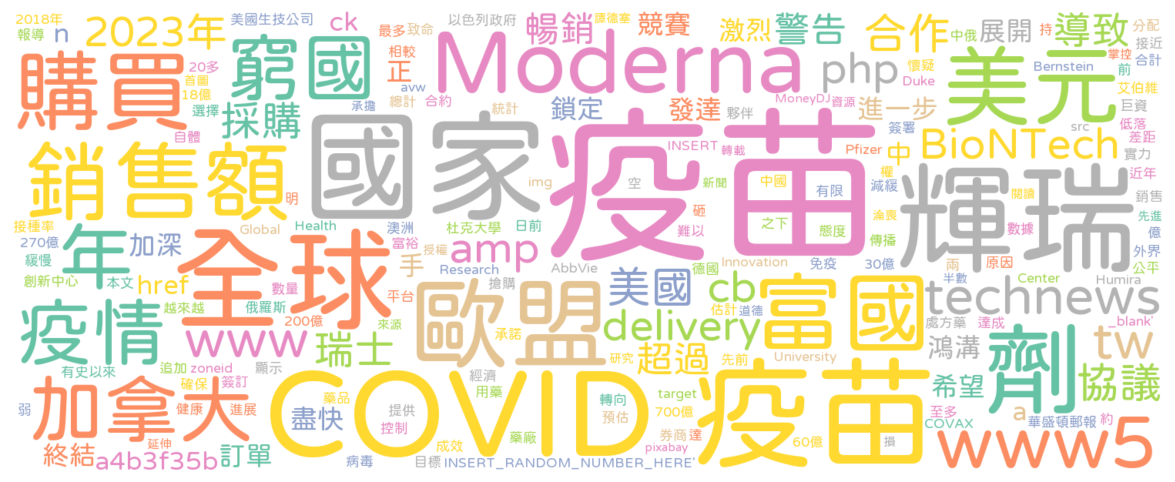 2018年 美國生技公司 ck 最多 致命 以色列政府 譚德塞 暢銷 競賽 激烈 警告 合作 中俄 展開 持 導致 分配
報導 n 2023年 窮國 相較 正 Moderna php 懷疑 美元 掌控 接近
購買 20多 首圖 18億 選擇 採購 avw 總計 合約 鎖定 發達 夥伴 MoneyDJ 資源 進一步 Duke Bernstein 前 合計
自體 承擔 統計 簽署 艾伯維 巨資
銷售額 國家 疫苗 INSERT 轉載 Pfizer 中 BioNTech src 低落 差距
明 img 空 新聞 中國 有限 權 減緩 輝瑞 閱讀 實力 近年
接種率 Global Health 澳洲 杜克大學 日前 砸 難以 之下 態度 淪喪 傳播 數據 銷售 先進 億
270億 年 加深 全球 富裕 授權 amp 手 Research AbbVie 搶購 德國 Innovation 免疫 30億 兩 原因 外界 公平
緩慢 創新中心 本文 href 數量 平台 歐盟 美國 cb 估計 道德 富國 半數 Center Humira
越來越 俄羅斯 200億 來源 承諾 delivery technews
疫情 www 瑞士 研究 超過 先前 University 處方藥 達成 _blank'
有史以來 追加 zoneid 顯示 經濟 鴻溝 劑 tw
加拿大 確保 簽訂 盡快 COVID 用藥 轉向 target 疫苗 希望 協議
弱 健康 進展 藥品 提供 控制 預估 700億 a 至多 COVAX 華盛頓郵報 約
終結 延伸 a4b3f35b 訂單 病毒 目標 成效 藥廠 券商 達 pixabay 60億 損 www5
INSERT_RANDOM_NUMBER_HERE'